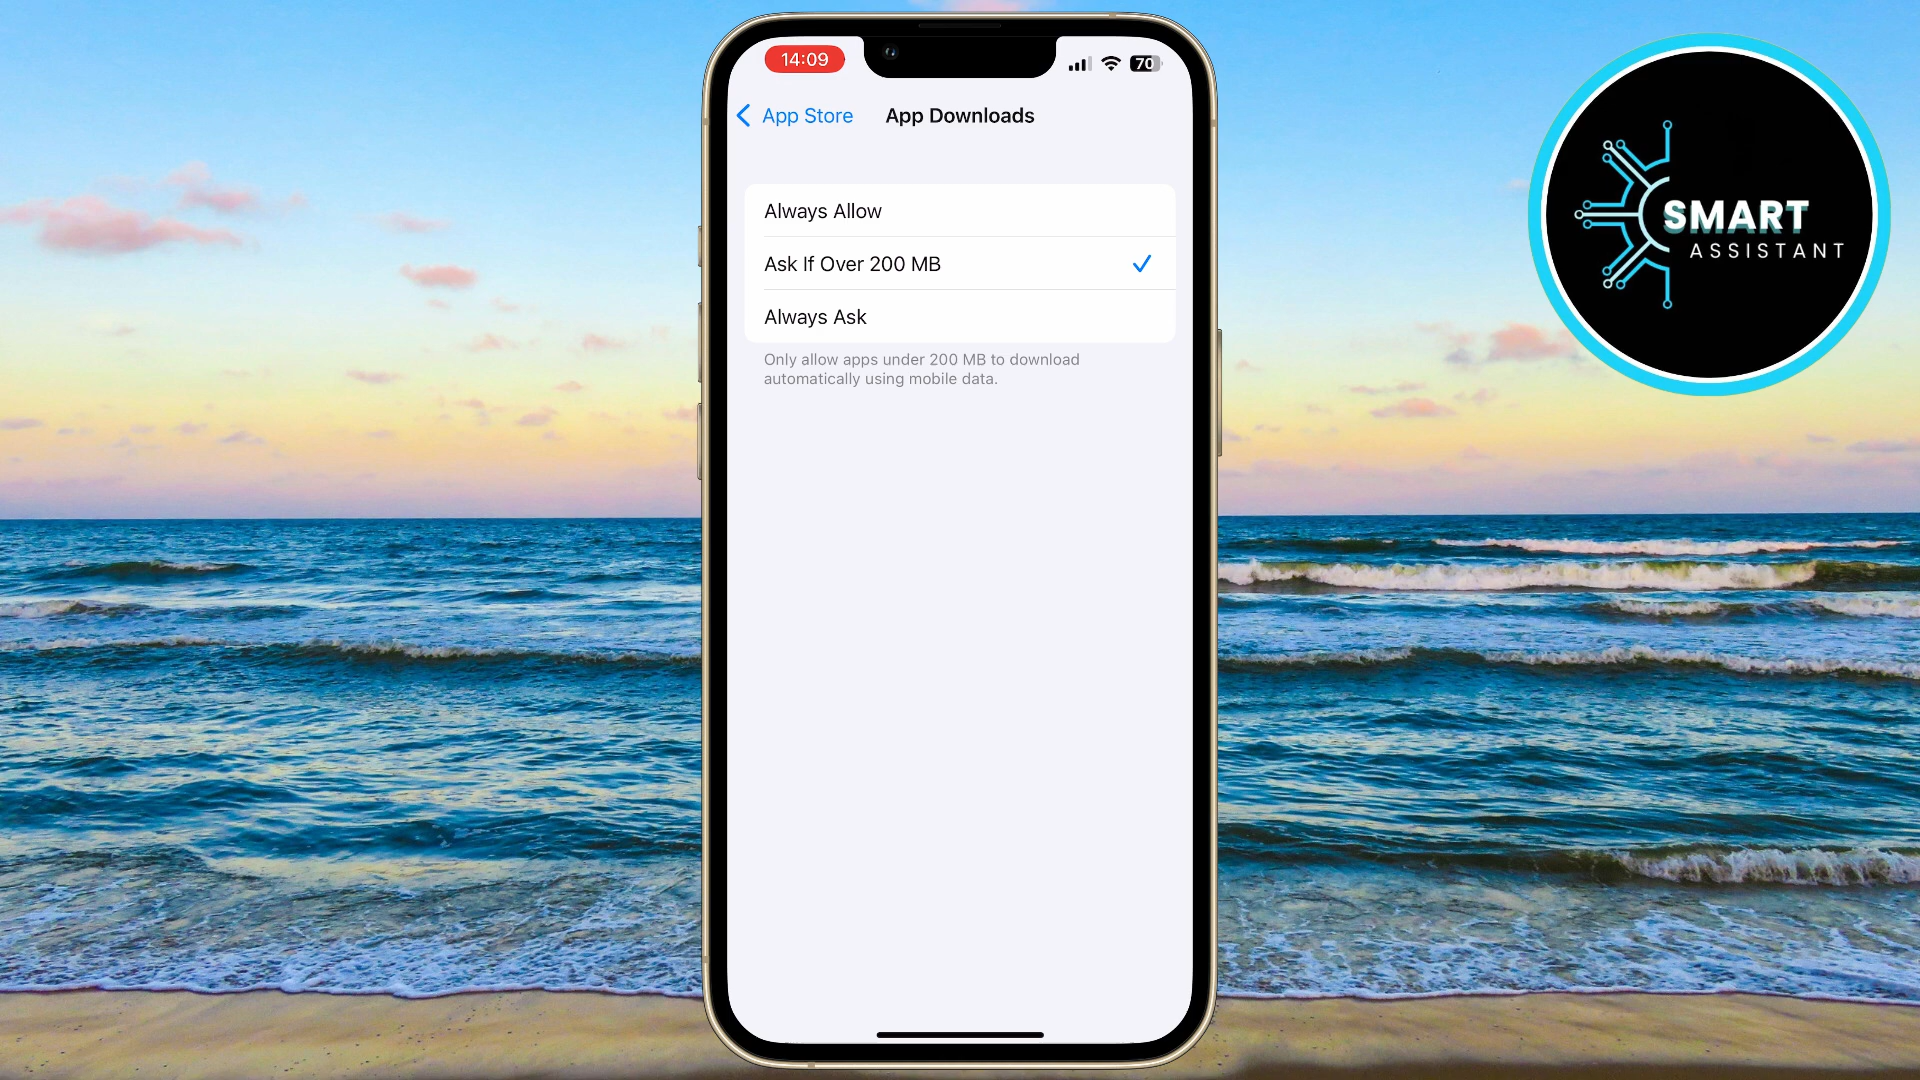 14:09
70
App Store
App Downloads
Always Allow
Ask If Over 200 MB
Always Ask
Only allow apps under 200 MB to download
automatically using mobile data.
SMART
ASSISTANT